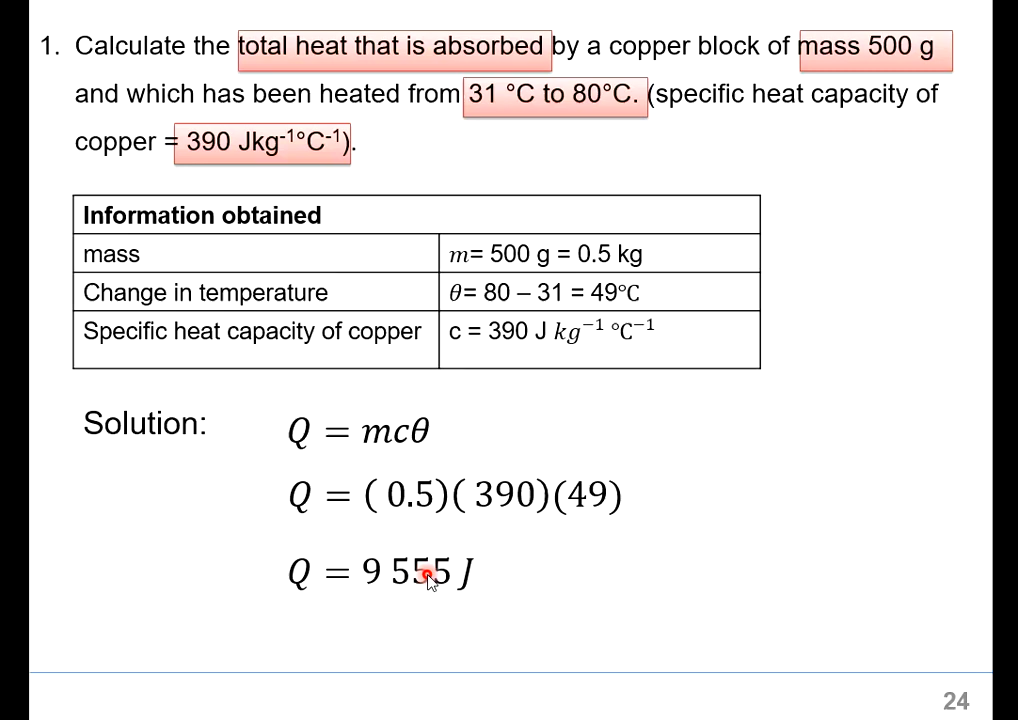 1. Calculate the total heat that is absorbed by a copper block of mass 500 g
and which has been heated from 31 °C to 80°C. (specific heat capacity of
copper = 390 Jkg⁻¹°C⁻¹).
Information obtained
mass m= 500 g = 0.5 kg
Change in temperature θ= 80 – 31 = 49°C
Specific heat capacity of copper c = 390 J kg⁻¹ °C⁻¹
Solution: Q = mcθ
Q = ( 0.5)( 390)(49)
Q = 9 555 J
24